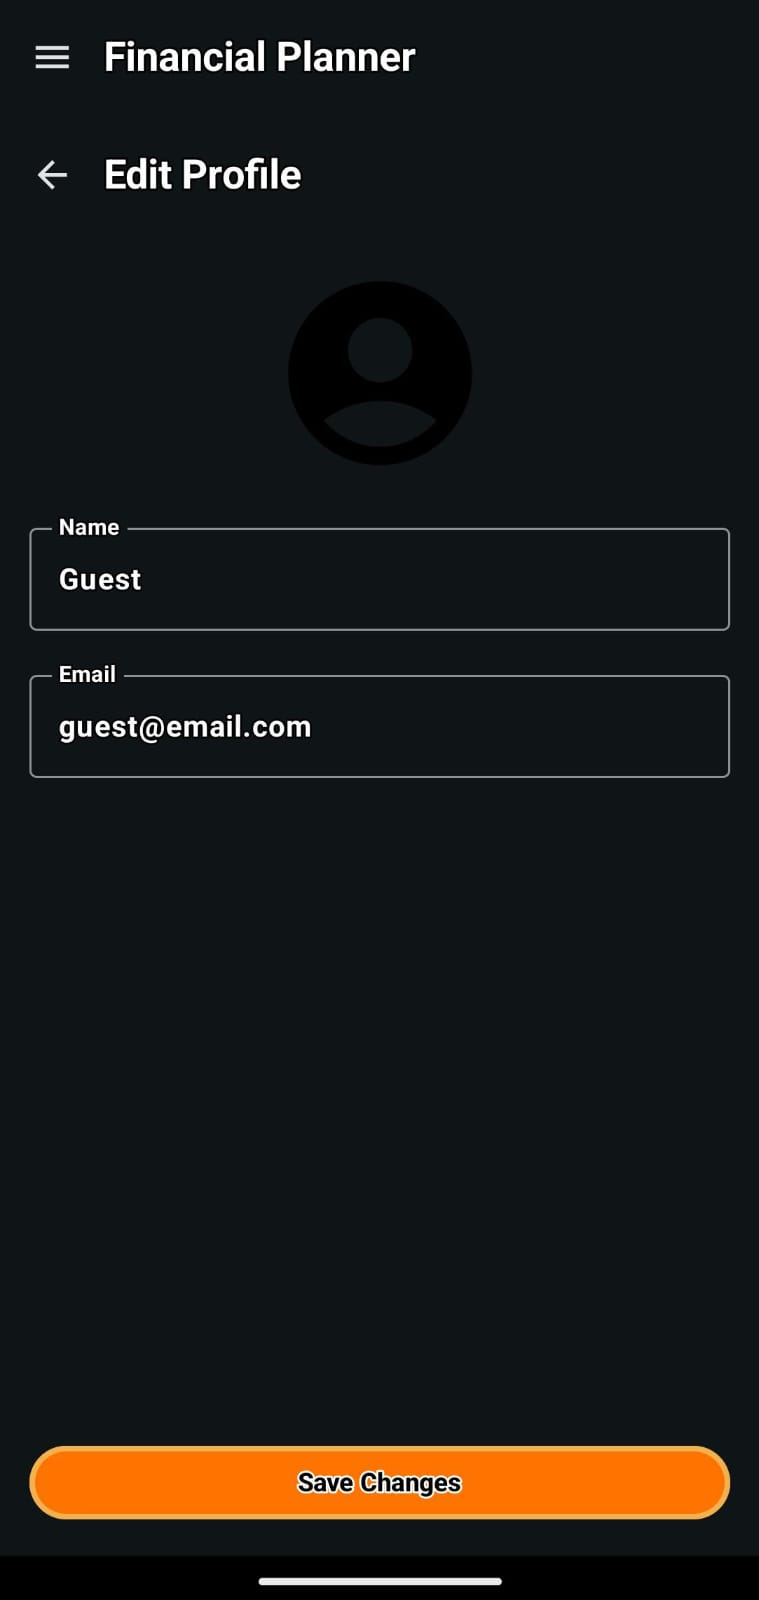 Financial Planner
Edit Profile
Name
Guest
Email
guest@email.com
Save Changes